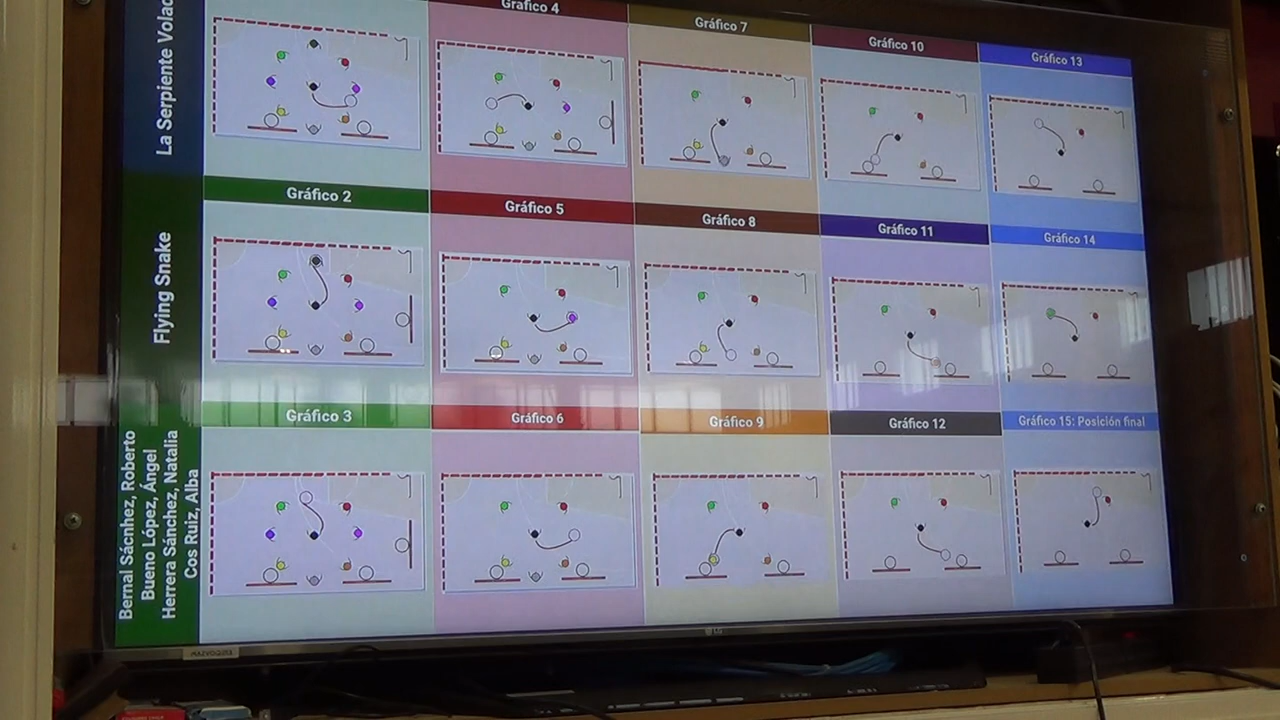 La Serpiente Volad
Flying Snake
Bernal Sácnhez, Roberto
Bueno López, Ángel
Herrera Sánchez, Natalia
Cos Ruiz, Alba
Gráfico 2
Gráfico 3
Gráfico 4
Gráfico 5
Gráfico 6
Gráfico 7
Gráfico 8
Gráfico 9
Gráfico 10
Gráfico 11
Gráfico 12
Gráfico 13
Gráfico 14
Gráfico 15: Posición final
LG